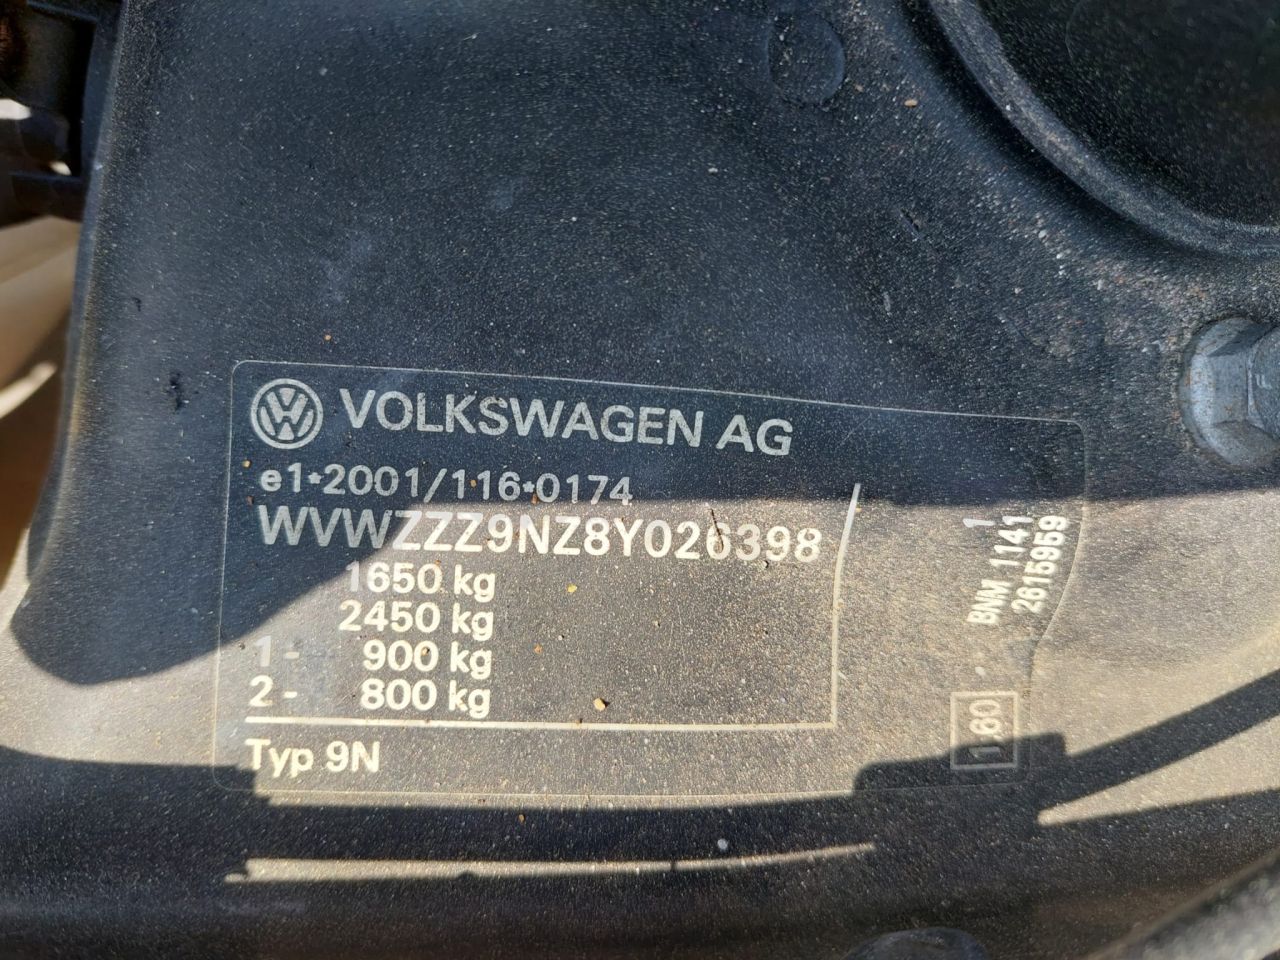 VOLKSWAGEN AG
e1*2001/116*0174
WVWZZZ9NZ8Y026398
1650 kg
2450 kg
1- 900 kg
2- 800 kg
Typ 9N
1
BNM 1141
2615959
1,60